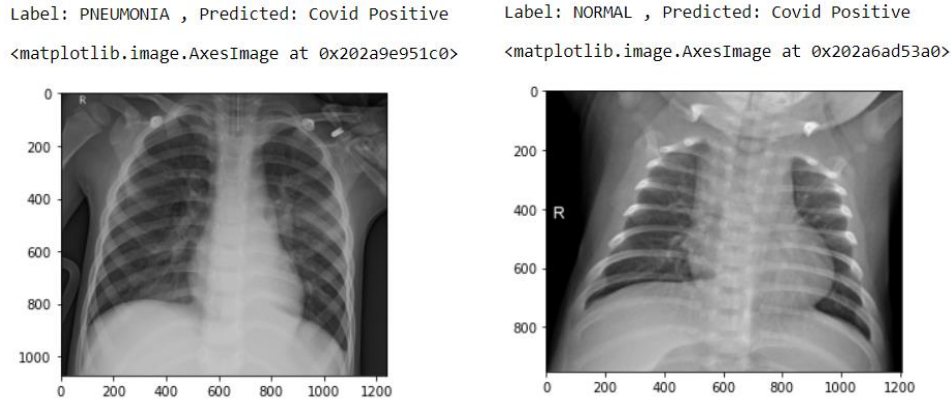 Label: PNEUMONIA , Predicted: Covid Positive
<matplotlib.image.AxesImage at 0x202a9e951c0>
R
0
200
400
600
800
1000
0 200 400 600 800 1000 1200
Label: NORMAL , Predicted: Covid Positive
<matplotlib.image.AxesImage at 0x202a6ad53a0>
R
0
200
400
600
800
0 200 400 600 800 1000 1200